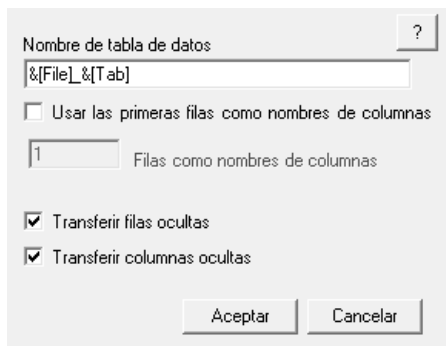 ?
Nombre de tabla de datos
&[File]_&[Tab]
Usar las primeras filas como nombres de columnas
1
Filas como nombres de columnas
Transferir filas ocultas
Transferir columnas ocultas
Aceptar
Cancelar